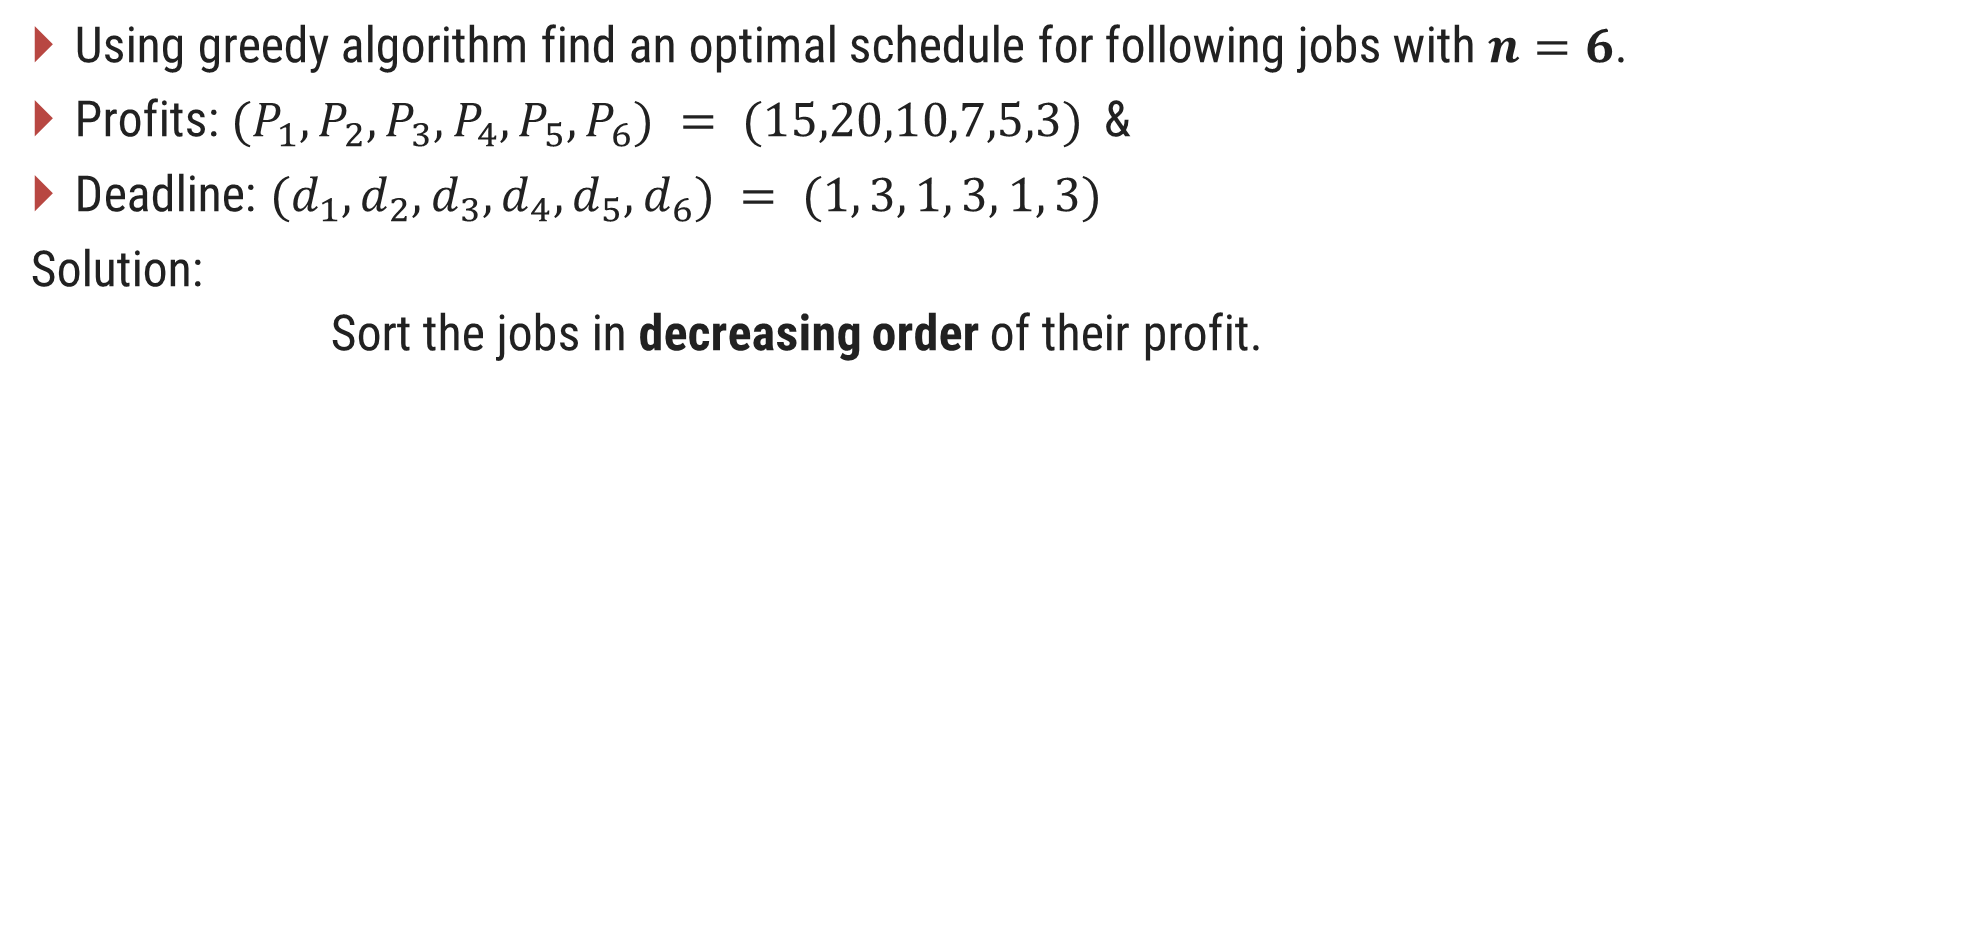 Using greedy algorithm find an optimal schedule for following jobs with n = 6.
Profits: (P₁, P₂, P₃, P₄, P₅, P₆) = (15,20,10,7,5,3) &
Deadline: (d₁, d₂, d₃, d₄, d₅, d₆) = (1, 3, 1, 3, 1, 3)
Solution:
Sort the jobs in decreasing order of their profit.